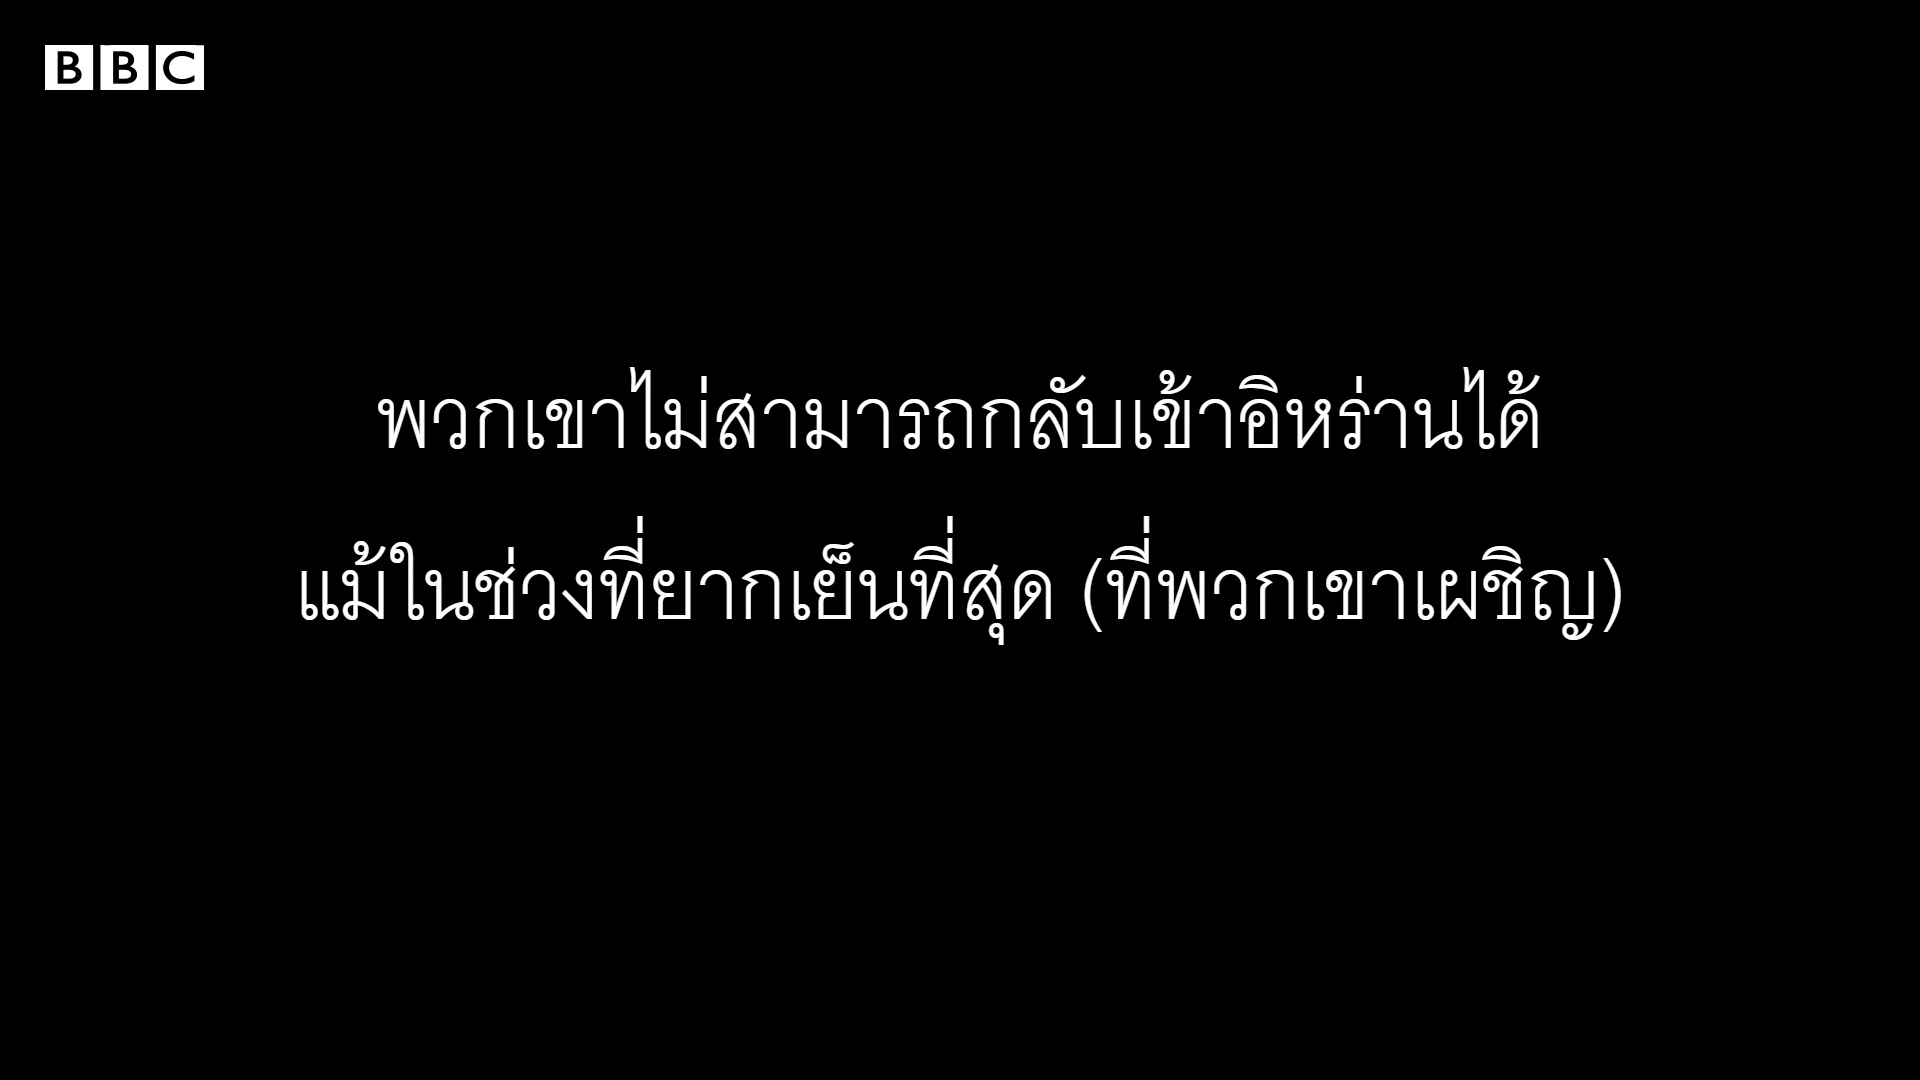 BBC
พวกเขาไม่สามารถกลับเข้าอิหร่านได้
แม้ในช่วงที่ยากเย็นที่สุด (ที่พวกเขาเผชิญ)